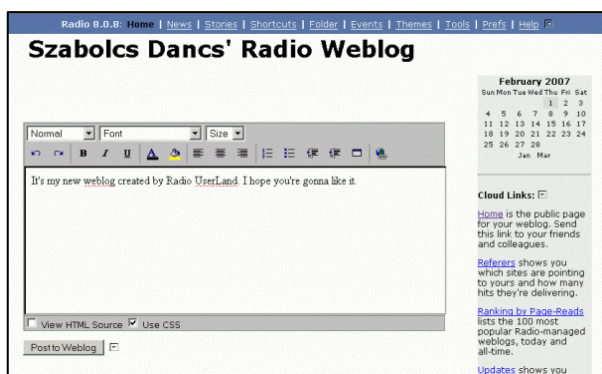 Radio 8.0.8: Home | News | Stories | Shortcuts | Folder | Events | Themes | Tools | Prefs | Help
Szabolcs Dancs' Radio Weblog
Normal Font Size
B I U A
It's my new weblog created by Radio UserLand. I hope you're gonna like it.
View HTML Source Use CSS
Post to Weblog
February 2007
Sun Mon Tue Wed Thu Fri Sat
1 2 3
4 5 6 7 8 9 10
11 12 13 14 15 16 17
18 19 20 21 22 23 24
25 26 27 28
Jan Mar
Cloud Links:
Home is the public page
for your weblog. Send
this link to your friends
and colleagues.
Referers shows you
which sites are pointing
to yours and how many
hits they're delivering.
Ranking by Page-Reads
lists the 100 most
popular Radio-managed
weblogs, today and
all-time.
Updates shows you